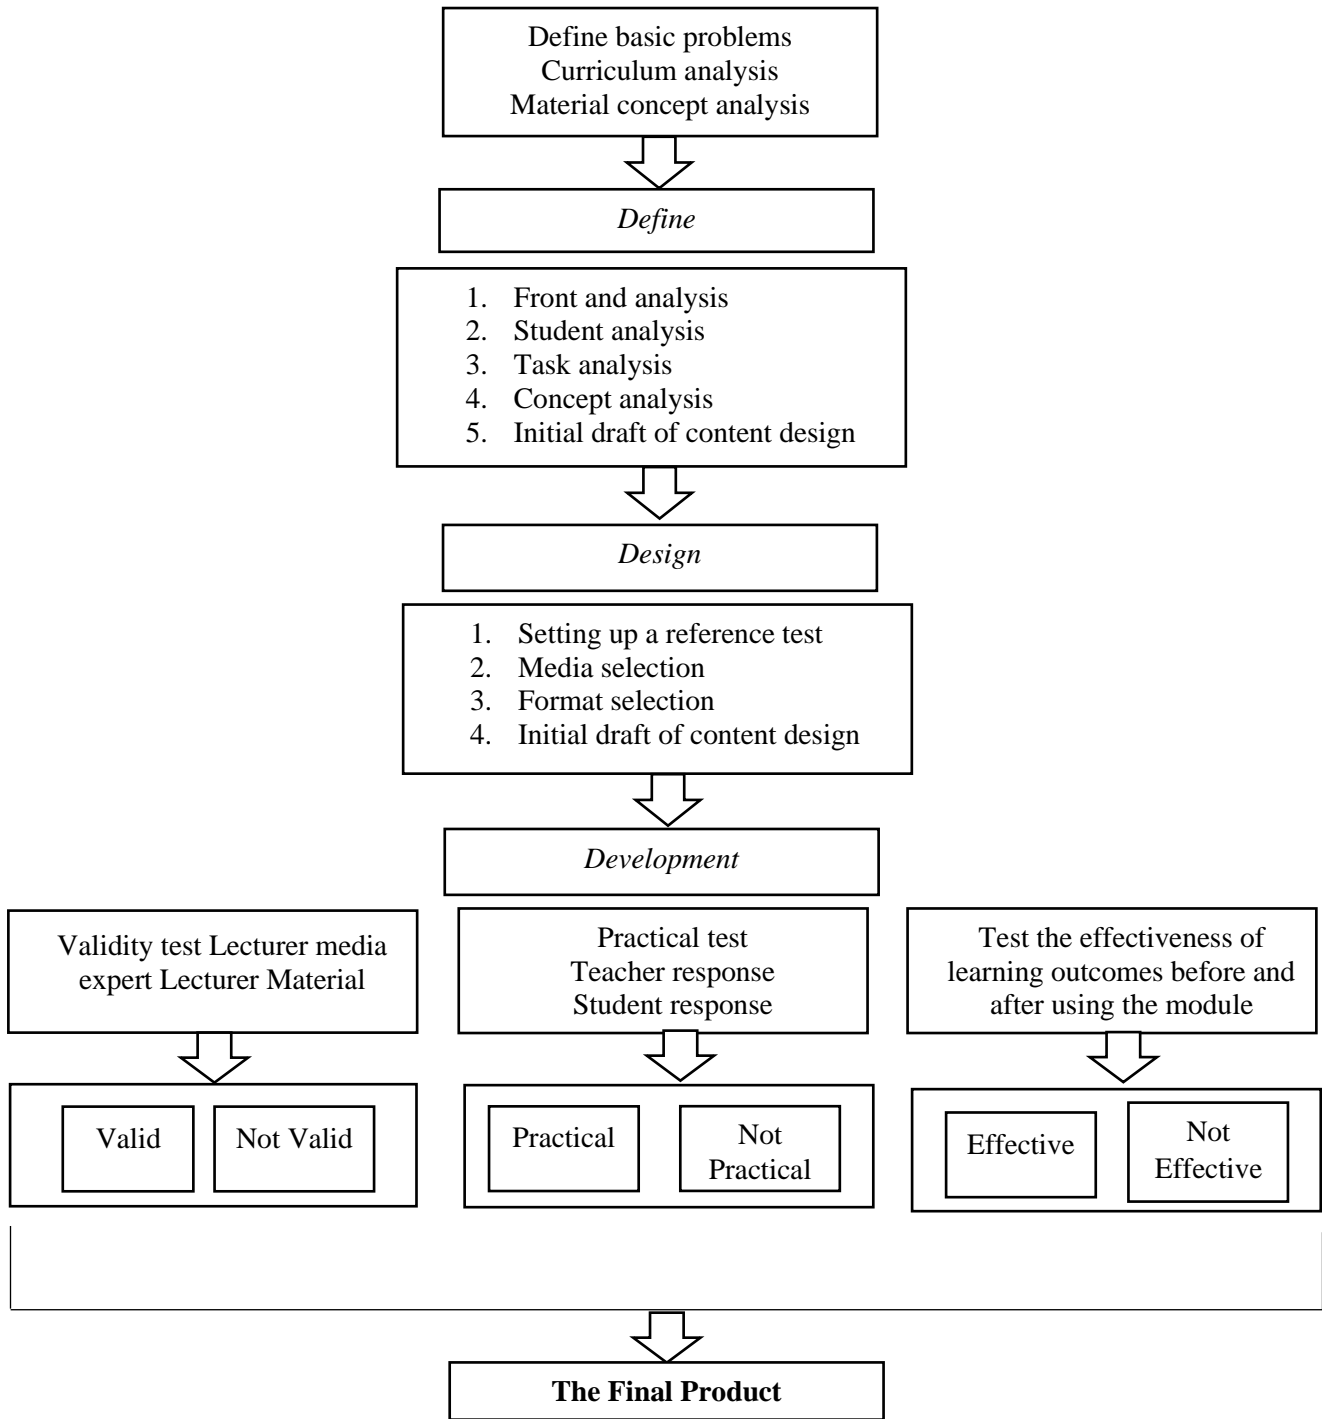 Define basic problems
Curriculum analysis
Material concept analysis
Define
1. Front and analysis
2. Student analysis
3. Task analysis
4. Concept analysis
5. Initial draft of content design
Design
1. Setting up a reference test
2. Media selection
3. Format selection
4. Initial draft of content design
Development
Validity test Lecturer media
expert Lecturer Material
Practical test
Teacher response
Student response
Test the effectiveness of
learning outcomes before and
after using the module
Valid
Not Valid
Practical
Not
Practical
Effective
Not
Effective
The Final Product